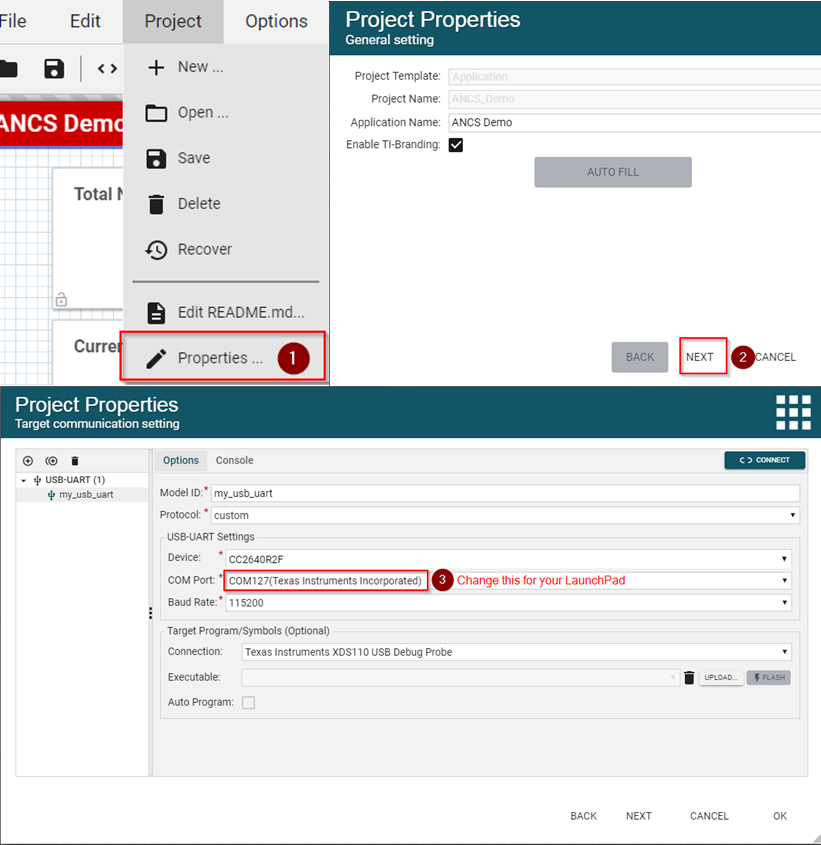 File Edit Project Options
ANCS Demo
Total N
Curren
New ...
Open ...
Save
Delete
Recover
Edit README.md...
Properties ... 1
Project Properties
General setting
Project Template: Application
Project Name: ANCS_Demo
Application Name: ANCS Demo
Enable TI-Branding:
AUTO FILL
BACK NEXT 2 CANCEL
Project Properties
Target communication setting
USB-UART (1)
my_usb_uart
Options Console CONNECT
Model ID:* my_usb_uart
Protocol: * custom
USB-UART Settings
Device: * CC2640R2F
COM Port: * COM127(Texas Instruments Incorporated) 3 Change this for your LaunchPad
Baud Rate: * 115200
Target Program/Symbols (Optional)
Connection: Texas Instruments XDS110 USB Debug Probe
Executable: UPLOAD... FLASH
Auto Program:
BACK NEXT CANCEL OK